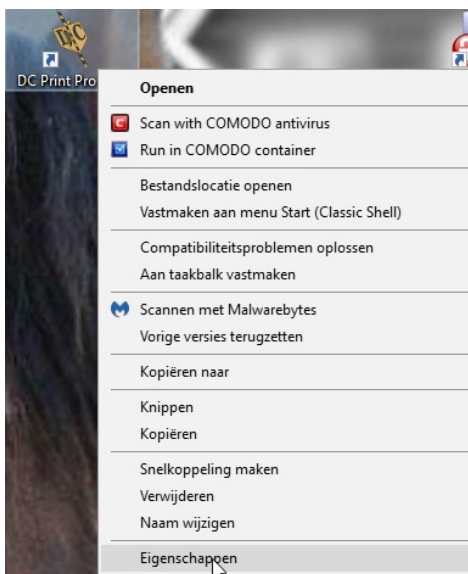 DC
DC Print Pro
Openen
Scan with COMODO antivirus
Run in COMODO container
Bestandslocatie openen
Vastmaken aan menu Start (Classic Shell)
Compatibiliteitsproblemen oplossen
Aan taakbalk vastmaken
Scannen met Malwarebytes
Vorige versies terugzetten
Kopiëren naar
Knippen
Kopiëren
Snelkoppeling maken
Verwijderen
Naam wijzigen
Eigenschappen